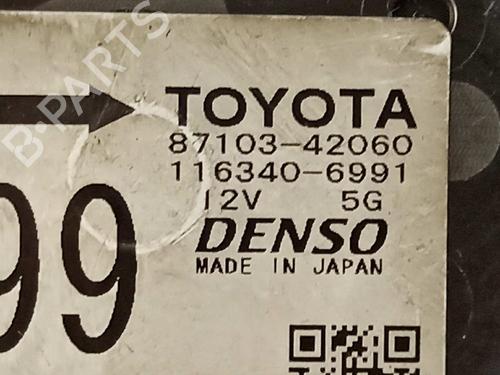 B-PARTS
TOYOTA
87103-42060
116340-6991
12V 5G
DENSO
MADE IN JAPAN
99